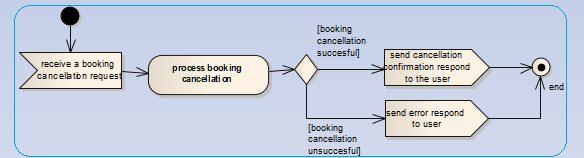 receive a booking
cancellation request
process booking
cancellation
[booking
cancellation
succesful]
send cancellation
confirmation respond
to the user
end
send error respond
to user
[booking
cancellation
unsuccesful]